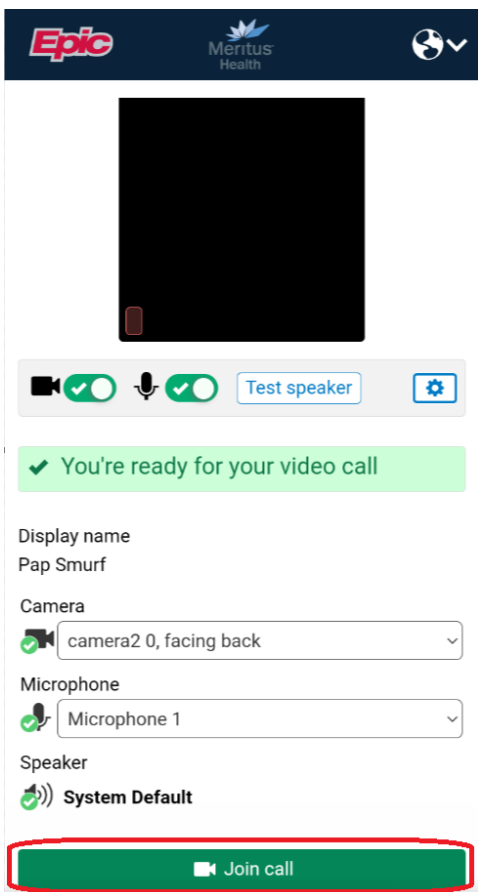 Epic
Meritus
Health
Test speaker
You're ready for your video call
Display name
Pap Smurf
Camera
camera2 0, facing back
Microphone
Microphone 1
Speaker
System Default
Join call